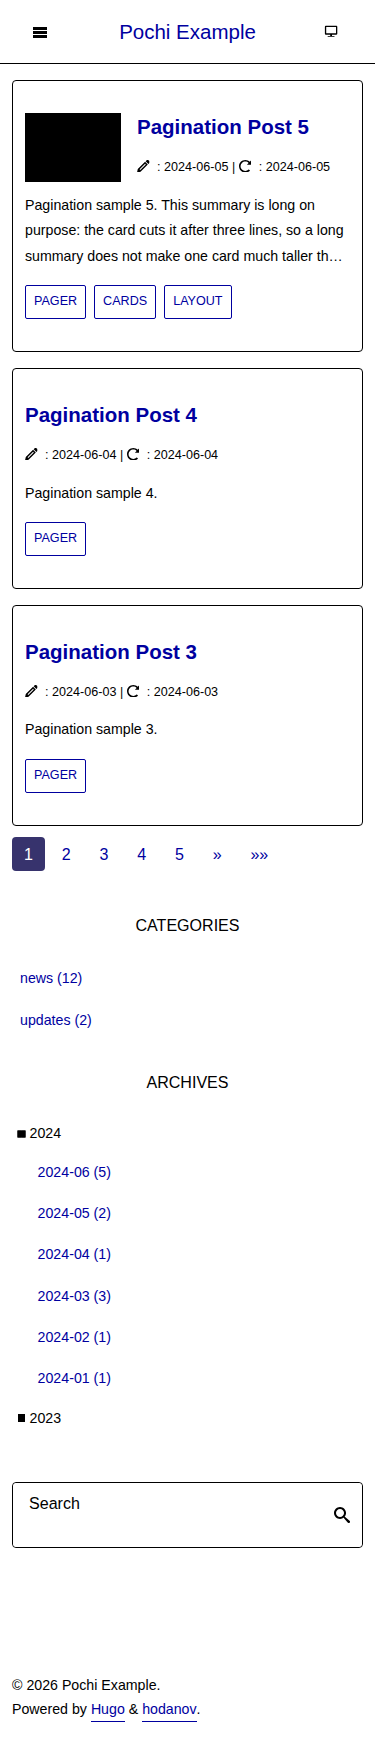 Pochi Example
Pagination Post 5
: 2024-06-05 | : 2024-06-05
Pagination sample 5. This summary is long on
purpose: the card cuts it after three lines, so a long
summary does not make one card much taller th…
PAGER CARDS LAYOUT
Pagination Post 4
: 2024-06-04 | : 2024-06-04
Pagination sample 4.
PAGER
Pagination Post 3
: 2024-06-03 | : 2024-06-03
Pagination sample 3.
PAGER
1 2 3 4 5 » »»
CATEGORIES
news (12)
updates (2)
ARCHIVES
2024
2024-06 (5)
2024-05 (2)
2024-04 (1)
2024-03 (3)
2024-02 (1)
2024-01 (1)
2023
Search
© 2026 Pochi Example.
Powered by Hugo & hodanov.